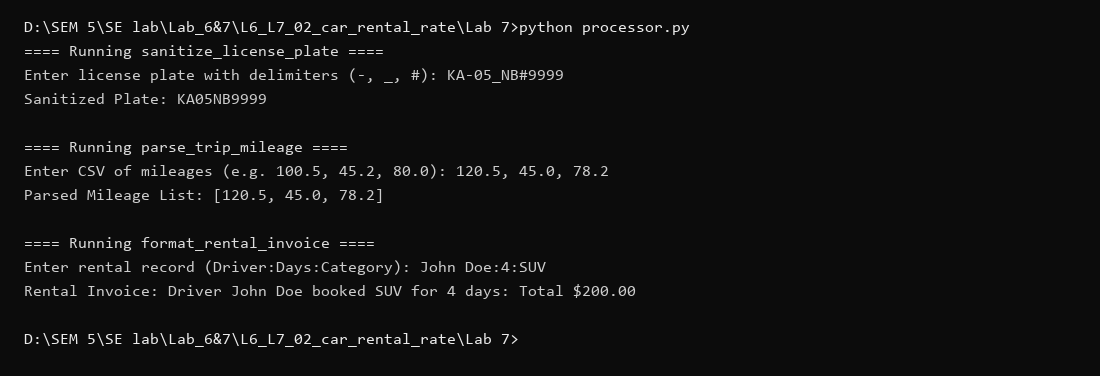 D:\SEM 5\SE lab\Lab_6&7\L6_L7_02_car_rental_rate\Lab 7>python processor.py
==== Running sanitize_license_plate ====
Enter license plate with delimiters (-, _, #): KA-05_NB#9999
Sanitized Plate: KA05NB9999
==== Running parse_trip_mileage ====
Enter CSV of mileages (e.g. 100.5, 45.2, 80.0): 120.5, 45.0, 78.2
Parsed Mileage List: [120.5, 45.0, 78.2]
==== Running format_rental_invoice ====
Enter rental record (Driver:Days:Category): John Doe:4:SUV
Rental Invoice: Driver John Doe booked SUV for 4 days: Total $200.00
D:\SEM 5\SE lab\Lab_6&7\L6_L7_02_car_rental_rate\Lab 7>